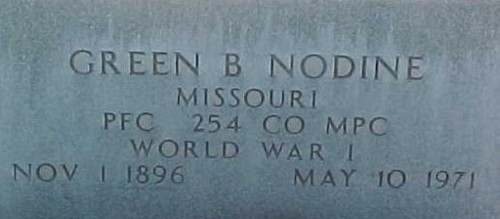 GREEN B NODINE
MISSOURI
PFC 254 CO MPC
WORLD WAR I
NOV 1 1896 MAY 10 1971